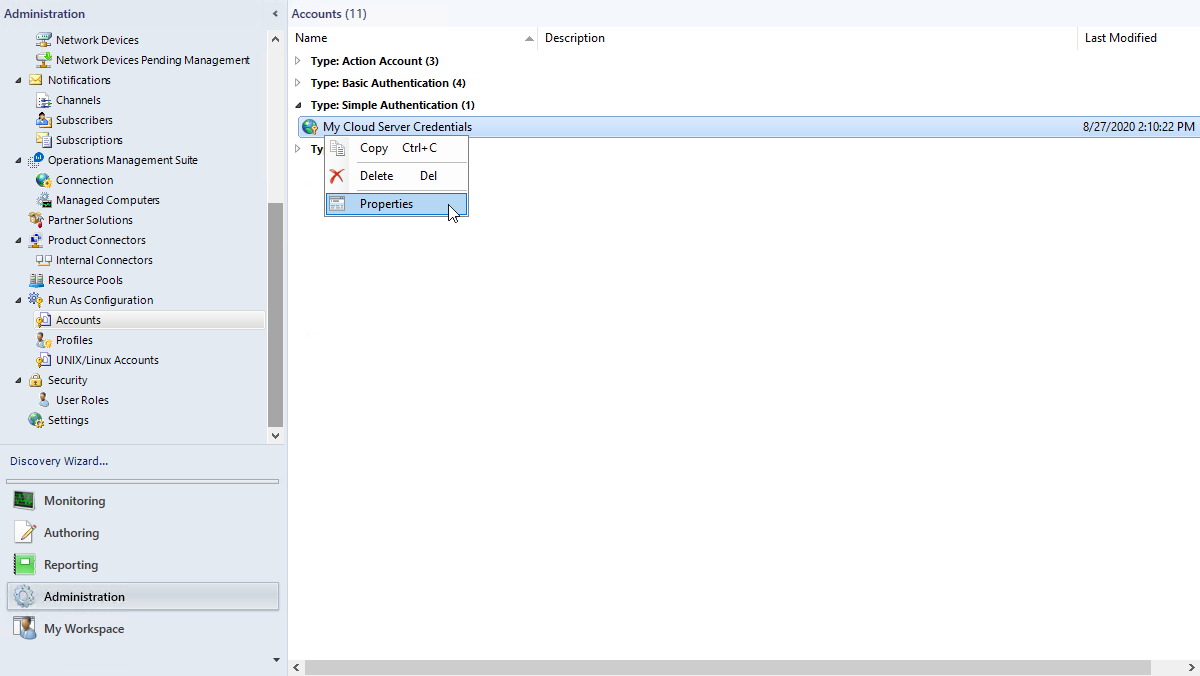 Administration
Network Devices
Network Devices Pending Management
Notifications
Channels
Subscribers
Subscriptions
Operations Management Suite
Connection
Managed Computers
Partner Solutions
Product Connectors
Internal Connectors
Resource Pools
Run As Configuration
Accounts
Profiles
UNIX/Linux Accounts
Security
User Roles
Settings
Discovery Wizard...
Monitoring
Authoring
Reporting
Administration
My Workspace
Accounts (11)
Name Description Last Modified
Type: Action Account (3)
Type: Basic Authentication (4)
Type: Simple Authentication (1)
My Cloud Server Credentials 8/27/2020 2:10:22 PM
Ty
Copy Ctrl+C
Delete Del
Properties